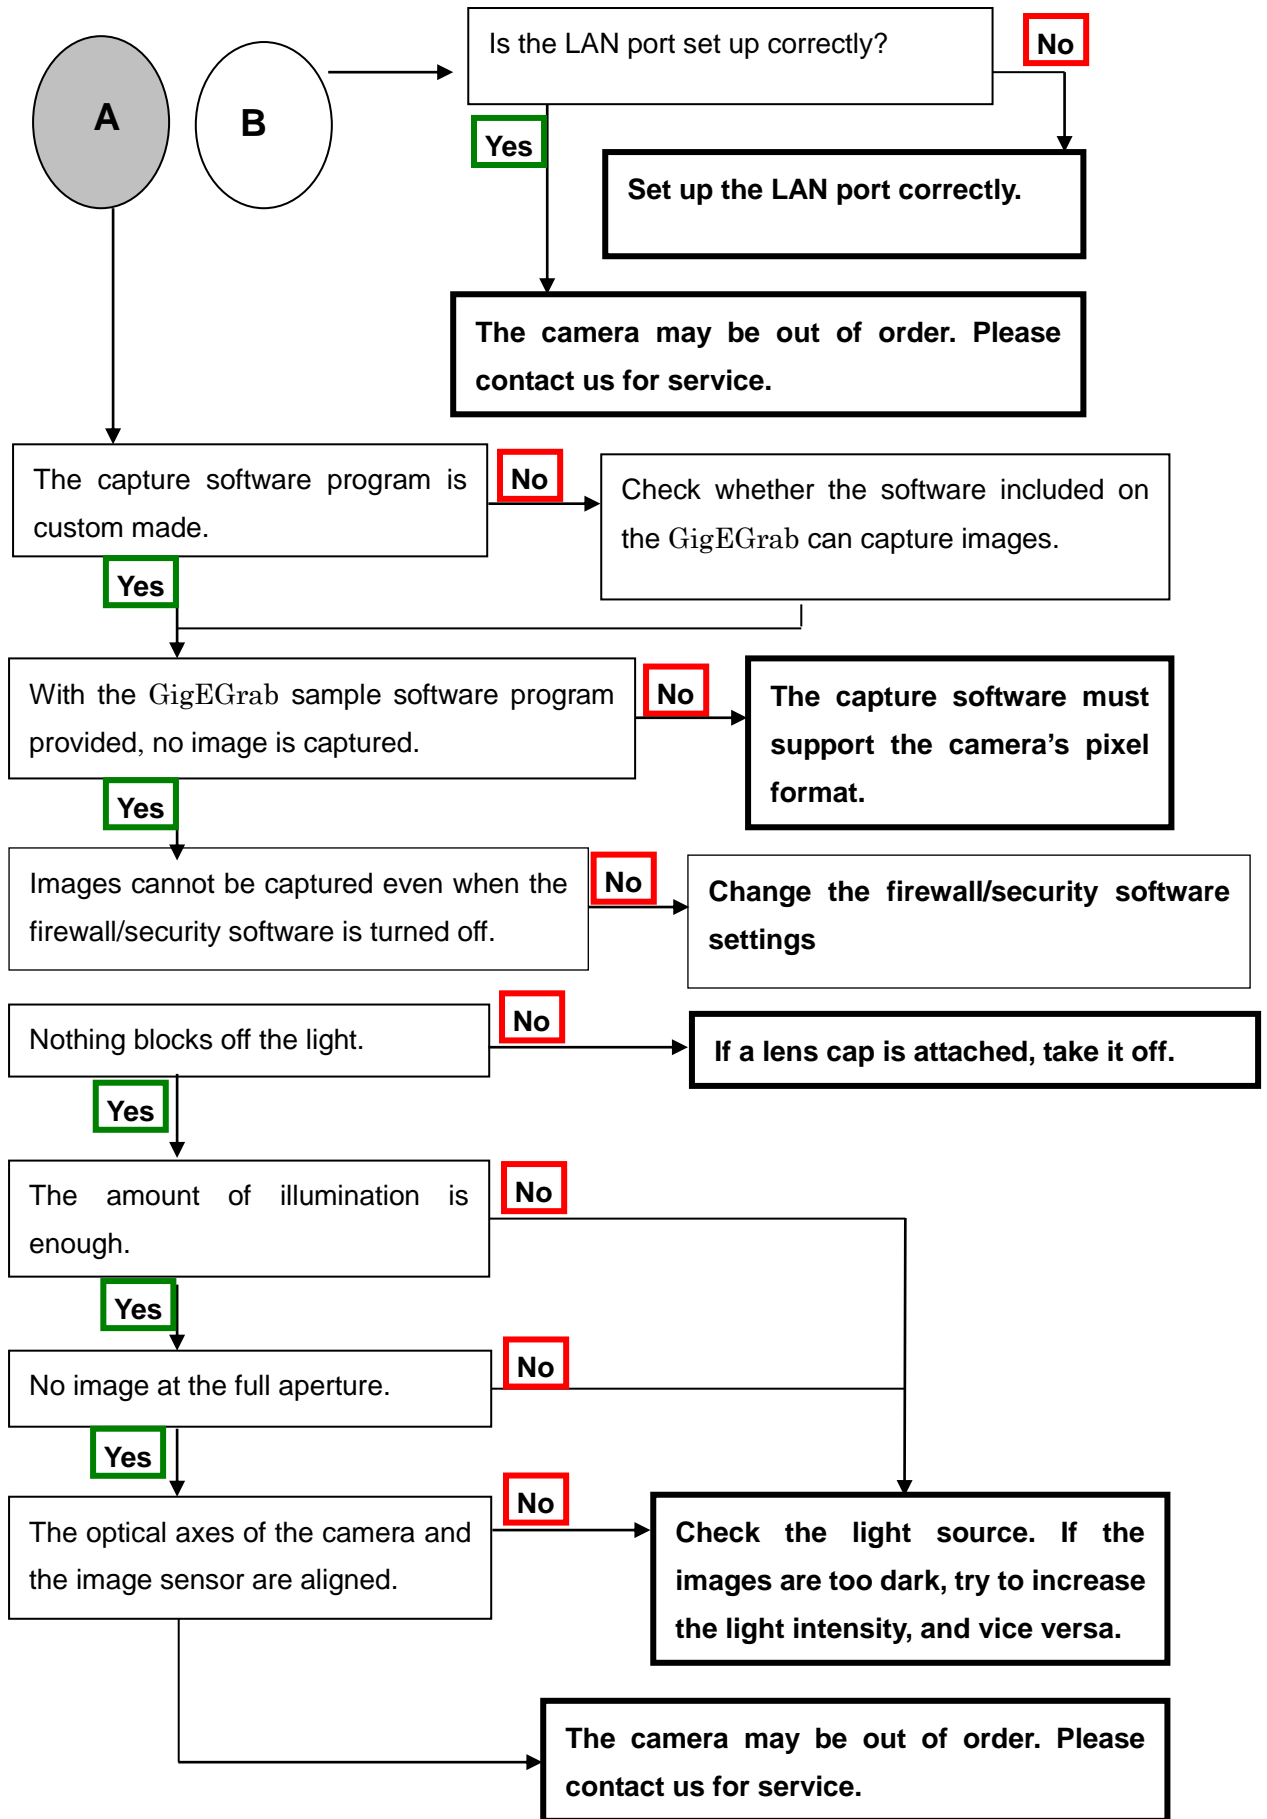 Is the LAN port set up correctly?
No
A
B
Yes
Set up the LAN port correctly.
The camera may be out of order. Please
contact us for service.
The capture software program is
custom made.
No
Check whether the software included on
the GigEGrab can capture images.
Yes
With the GigEGrab sample software program
provided, no image is captured.
No
The capture software must
support the camera’s pixel
format.
Yes
Images cannot be captured even when the
firewall/security software is turned off.
No
Change the firewall/security software
settings
Nothing blocks off the light.
No
If a lens cap is attached, take it off.
Yes
The amount of illumination is
enough.
No
Yes
No image at the full aperture.
No
Yes
The optical axes of the camera and
the image sensor are aligned.
No
Check the light source. If the
images are too dark, try to increase
the light intensity, and vice versa.
The camera may be out of order. Please
contact us for service.